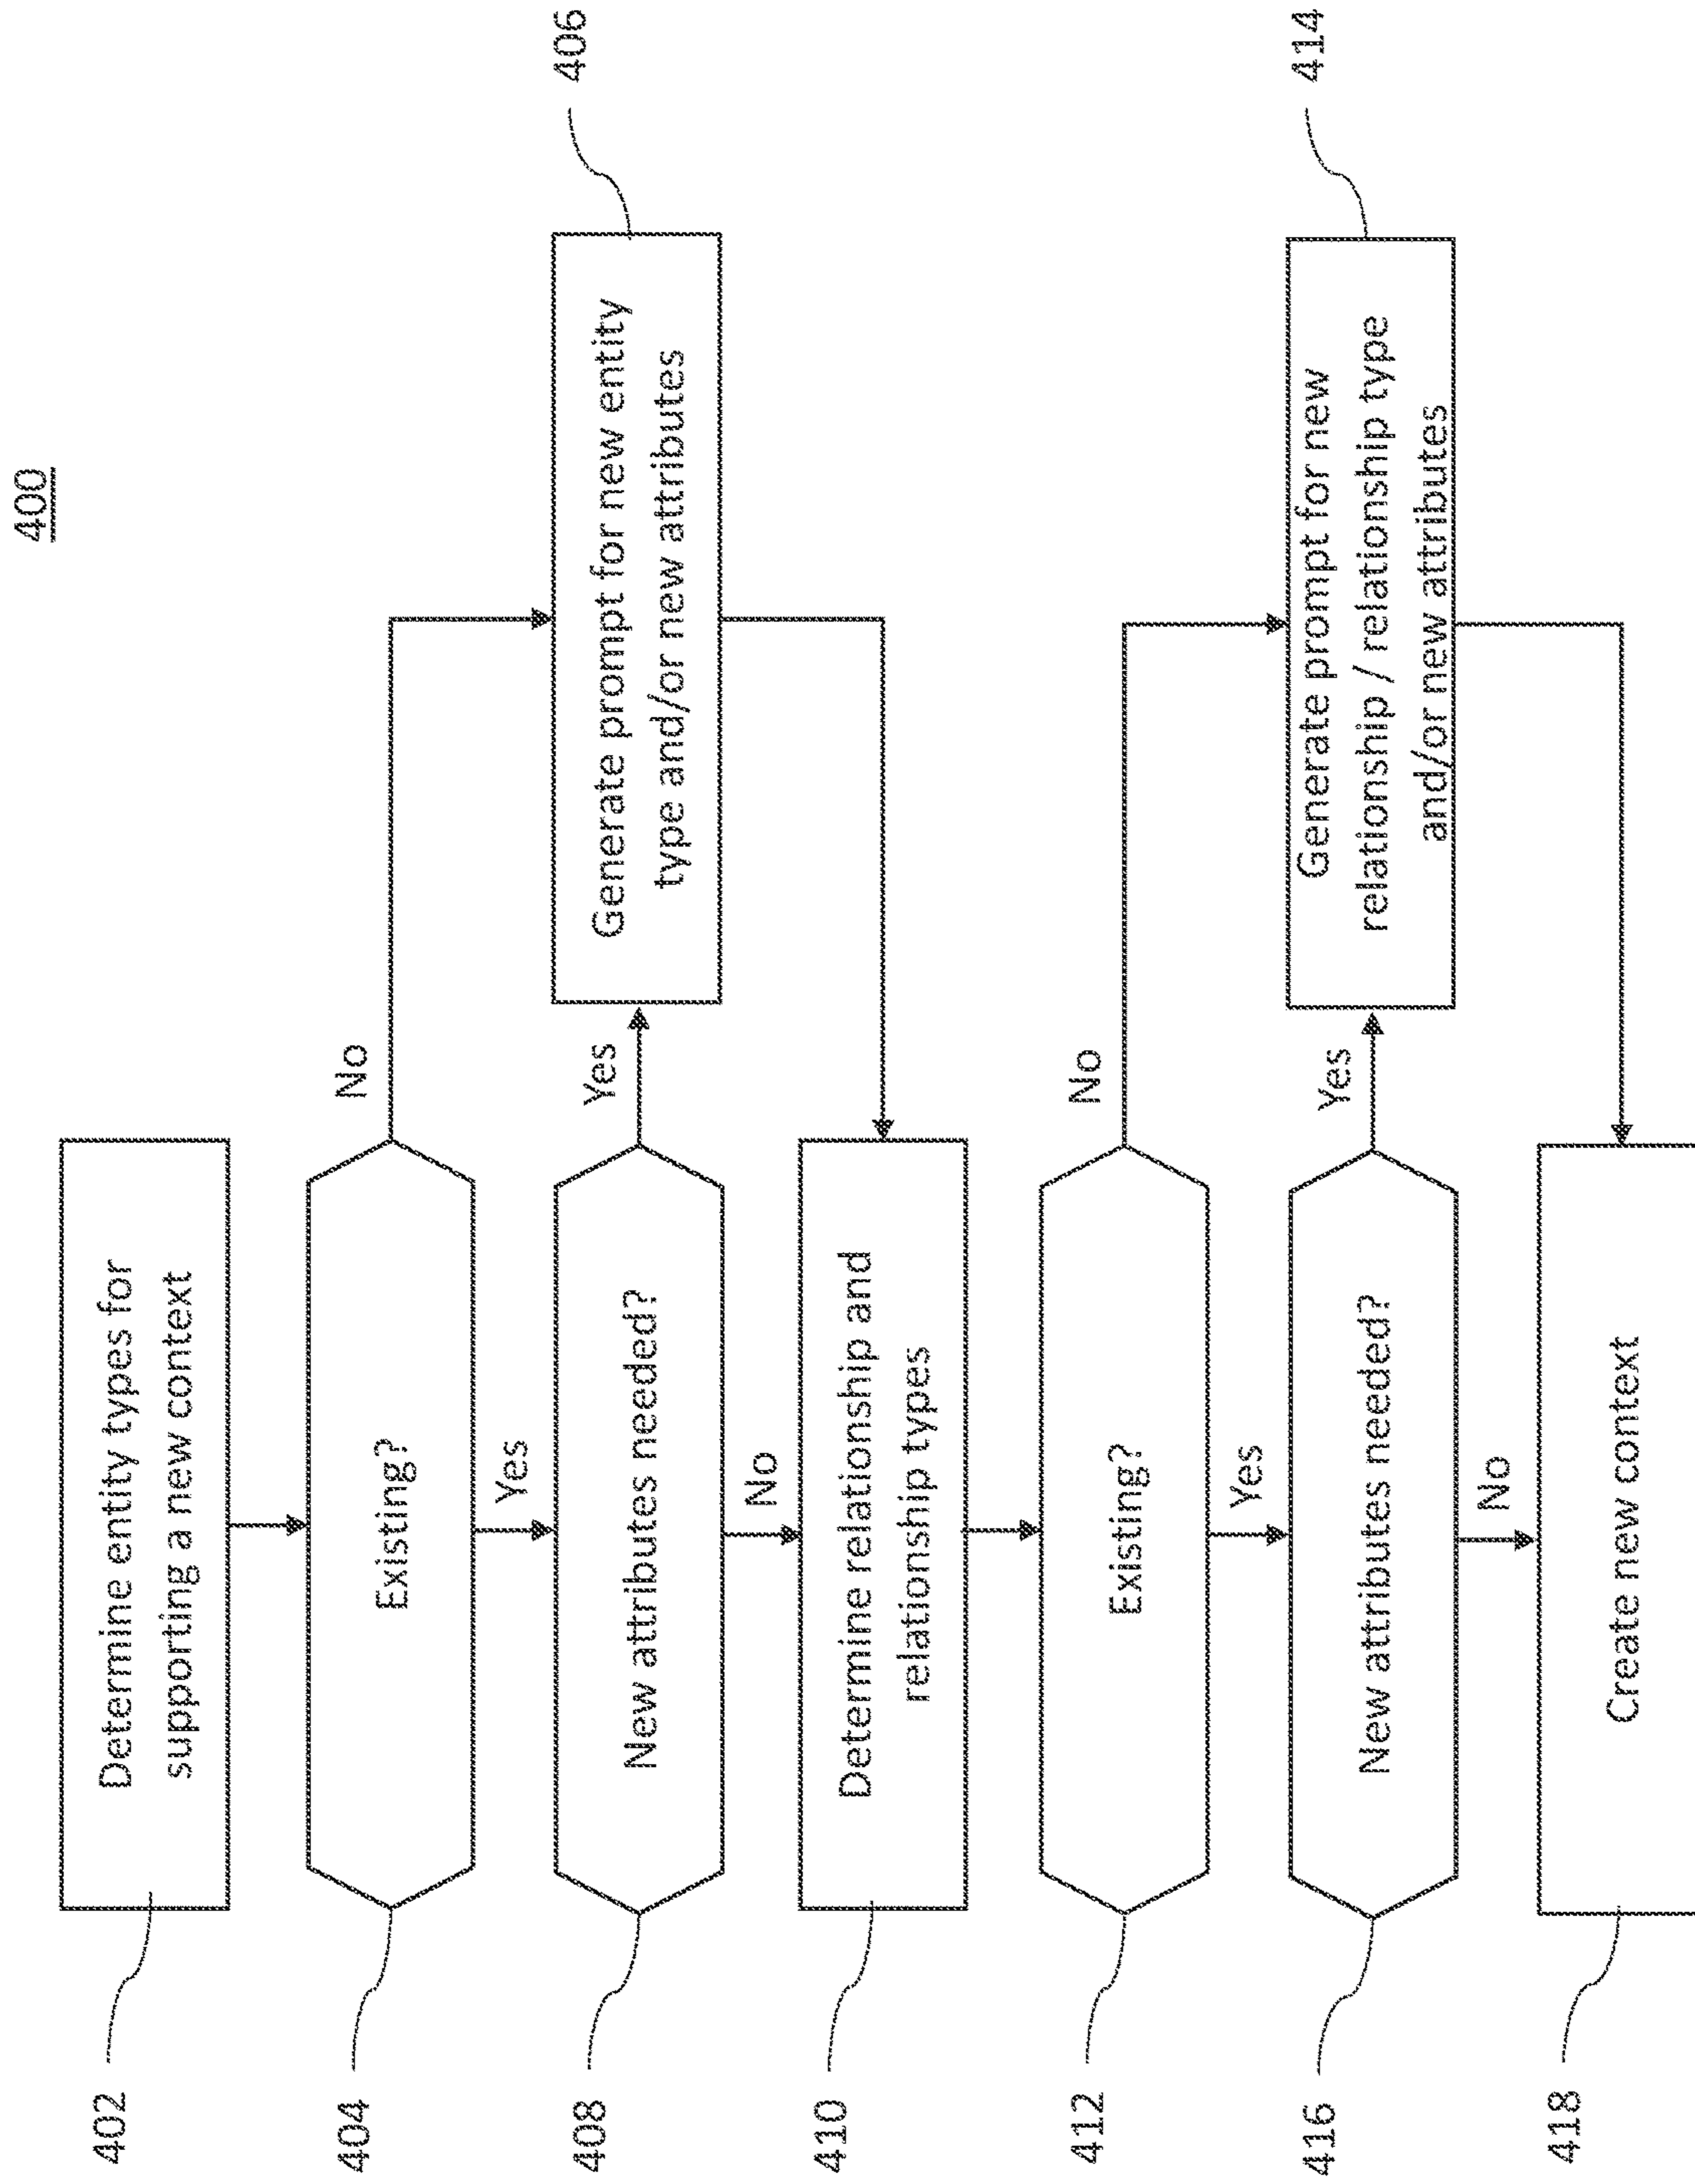 400
402
Determine entity types for
supporting a new context
404
Existing?
No
Yes
406
Generate prompt for new entity
type and/or new attributes
408
New attributes needed?
Yes
No
410
Determine relationship and
relationship types
412
Existing?
No
Yes
414
Generate prompt for new
relationship / relationship type
and/or new attributes
416
New attributes needed?
Yes
No
418
Create new context